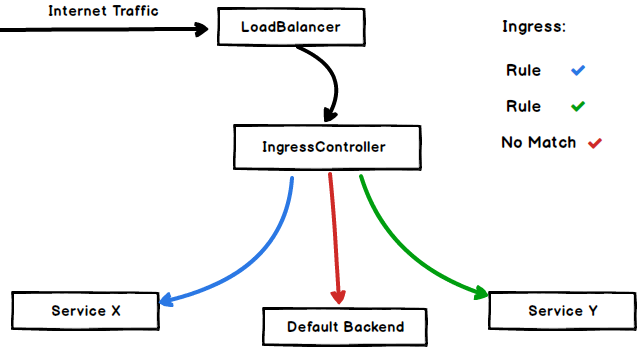 Internet Traffic
LoadBalancer
Ingress:
Rule
Rule
No Match
IngressController
Service X
Default Backend
Service Y